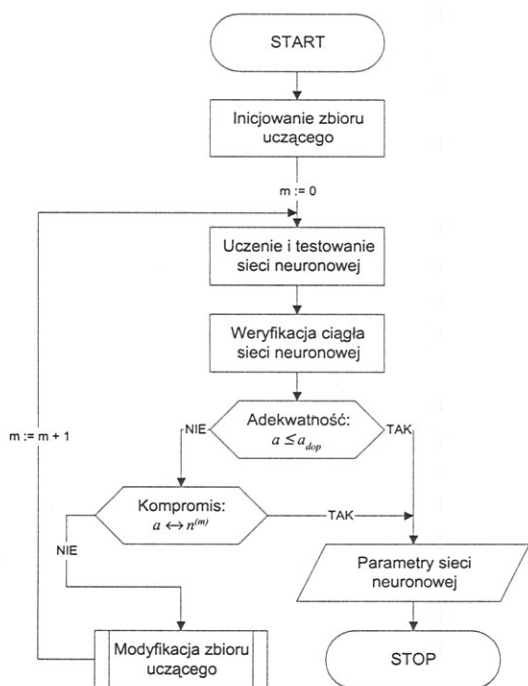 START
Inicjowanie zbioru
uczącego
m := 0
Uczenie i testowanie
sieci neuronowej
Weryfikacja ciągła
sieci neuronowej
Adekwatność:
a ≤ a_dop
NIE
TAK
m := m + 1
Kompromis:
a ↔ n^(m)
TAK
NIE
Parametry sieci
neuronowej
Modyfikacja zbioru
uczącego
STOP